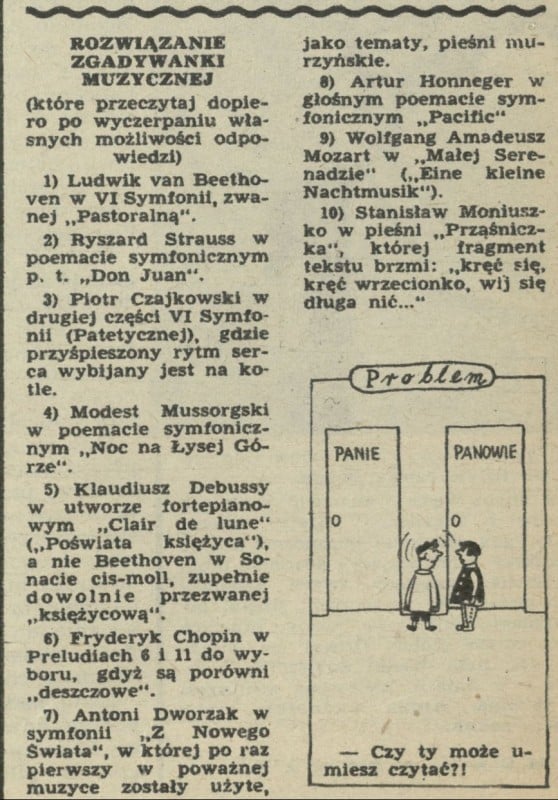 ROZWIĄZANIE
ZGADYWANKI
MUZYCZNEJ
(które przeczytaj dopie-
ro po wyczerpaniu wła-
snych możliwości odpo-
wiedzi)
1) Ludwik van Beetho-
ven w VI Symfonii, zwa-
nej „Pastoralną".
2) Ryszard Strauss w
poemacie symfonicznym
p. t. „Don Juan".
3) Piotr Czajkowski w
drugiej części VI Symfo-
nii (Patetycznej), gdzie
przyśpieszony rytm ser-
ca wybijany jest na ko-
tle.
4) Modest Mussorgski
w poemacie symfonicz-
nym „Noc na Łysej Gó-
rze".
5) Klaudiusz Debussy
w utworze fortepiano-
wym „Clair de lune"
(„Poświata księżyca"),
a nie Beethoven w So-
nacie cis-moll, zupełnie
dowolnie przezwanej
„księżycową".
6) Fryderyk Chopin w
Preludiach 6 i 11 do wy-
boru, gdyż są porówni
„deszczowe".
7) Antoni Dworzak w
symfonii „Z Nowego
Świata", w której po raz
pierwszy w poważnej
muzyce zostały użyte,
jako tematy, pieśni mu-
rzyńskie.
8) Artur Honneger w
głośnym poemacie sym-
fonicznym „Pacific"
9) Wolfgang Amadeusz
Mozart w „Małej Sere-
nadzie" („Eine kleine
Nachtmusik").
10) Stanisław Moniusz-
ko w pieśni „Prząśnicz-
ka", której fragment
tekstu brzmi: „kręć się,
kręć wrzecionko, wij się
długa nić..."
Problem
PANIE
PANOWIE
— Czy ty może u-
miesz czytać?!